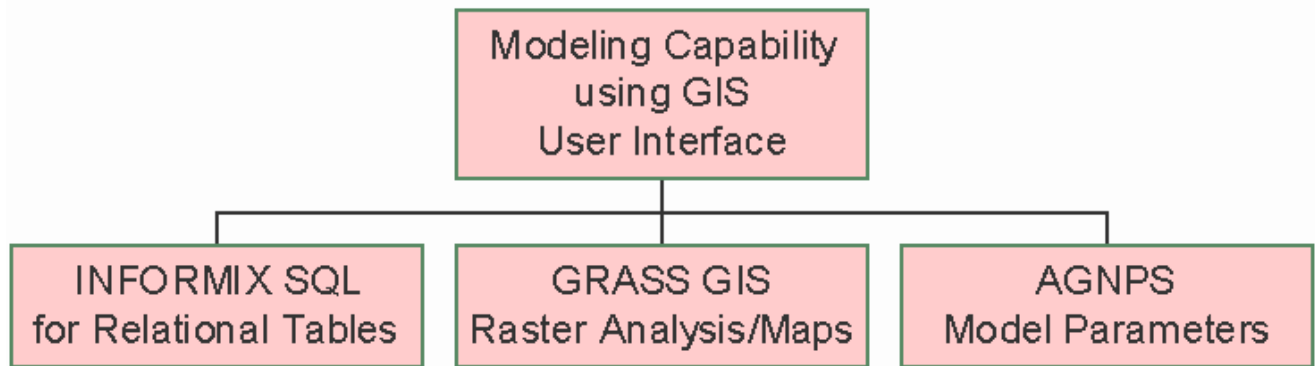 Modeling Capability
using GIS
User Interface
INFORMIX SQL
for Relational Tables
GRASS GIS
Raster Analysis/Maps
AGNPS
Model Parameters